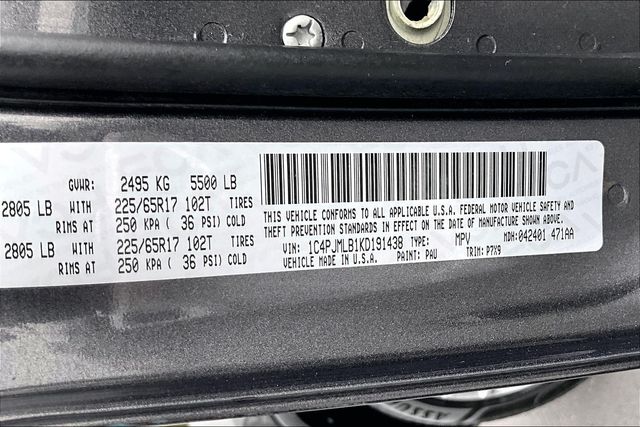 GVWR: 2495 KG 5500 LB
2805 LB WITH 225/65R17 102T TIRES
RIMS AT 250 KPA ( 36 PSI) COLD
2805 LB WITH 225/65R17 102T TIRES
RIMS AT 250 KPA ( 36 PSI) COLD
THIS VEHICLE CONFORMS TO ALL APPLICABLE U.S.A. FEDERAL MOTOR VEHICLE SAFETY AND
THEFT PREVENTION STANDARDS IN EFFECT ON THE DATE OF MANUFACTURE SHOWN ABOVE.
VIN: 1C4PJMLB1KD191438 TYPE: MPV MDH: 042401 471AA
VEHICLE MADE IN U.S.A. PAINT: PAU TRIM: P7X9